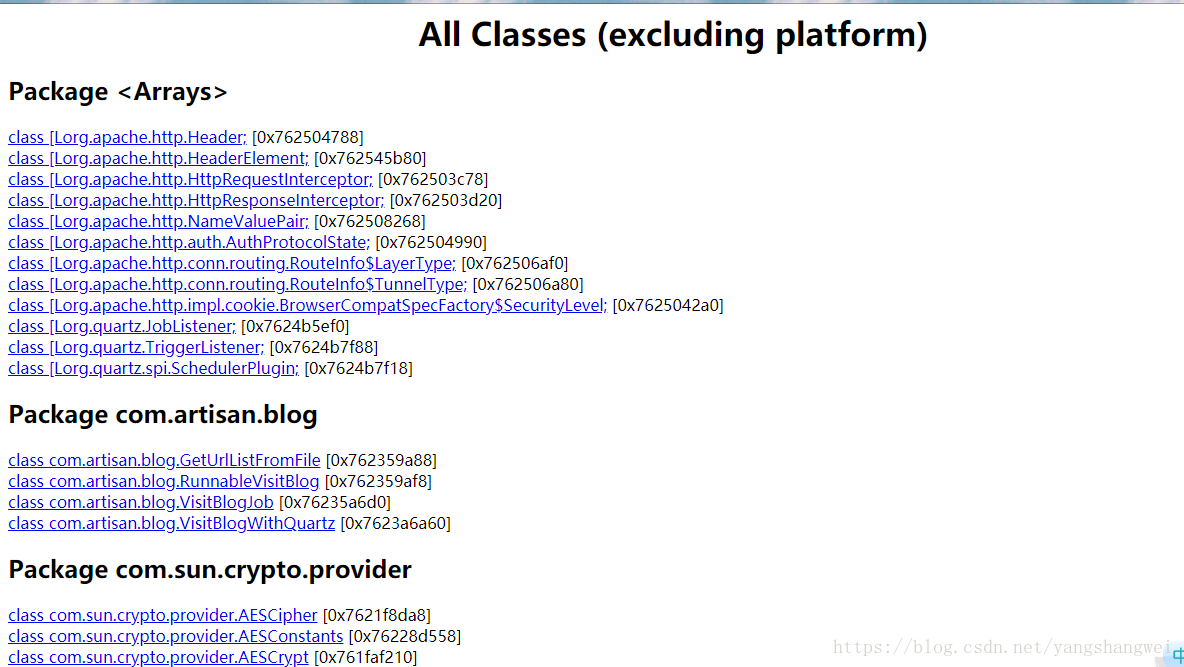 All Classes (excluding platform)
Package <Arrays>
class [Lorg.apache.http.Header; [0x762504788]
class [Lorg.apache.http.HeaderElement; [0x762545b80]
class [Lorg.apache.http.HttpRequestInterceptor; [0x762503c78]
class [Lorg.apache.http.HttpResponseInterceptor; [0x762503d20]
class [Lorg.apache.http.NameValuePair; [0x762508268]
class [Lorg.apache.http.auth.AuthProtocolState; [0x762504990]
class [Lorg.apache.http.conn.routing.RouteInfo$LayerType; [0x762506af0]
class [Lorg.apache.http.conn.routing.RouteInfo$TunnelType; [0x762506a80]
class [Lorg.apache.http.impl.cookie.BrowserCompatSpecFactory$SecurityLevel; [0x7625042a0]
class [Lorg.quartz.JobListener; [0x7624b5ef0]
class [Lorg.quartz.TriggerListener; [0x7624b7f88]
class [Lorg.quartz.spi.SchedulerPlugin; [0x7624b7f18]
Package com.artisan.blog
class com.artisan.blog.GetUrlListFromFile [0x762359a88]
class com.artisan.blog.RunnableVisitBlog [0x762359af8]
class com.artisan.blog.VisitBlogJob [0x76235a6d0]
class com.artisan.blog.VisitBlogWithQuartz [0x7623a6a60]
Package com.sun.crypto.provider
class com.sun.crypto.provider.AESCipher [0x7621f8da8]
class com.sun.crypto.provider.AESConstants [0x76228d558]
class com.sun.crypto.provider.AESCrypt [0x761faf210]
https://blog.csdn.net/yangshangwei
中